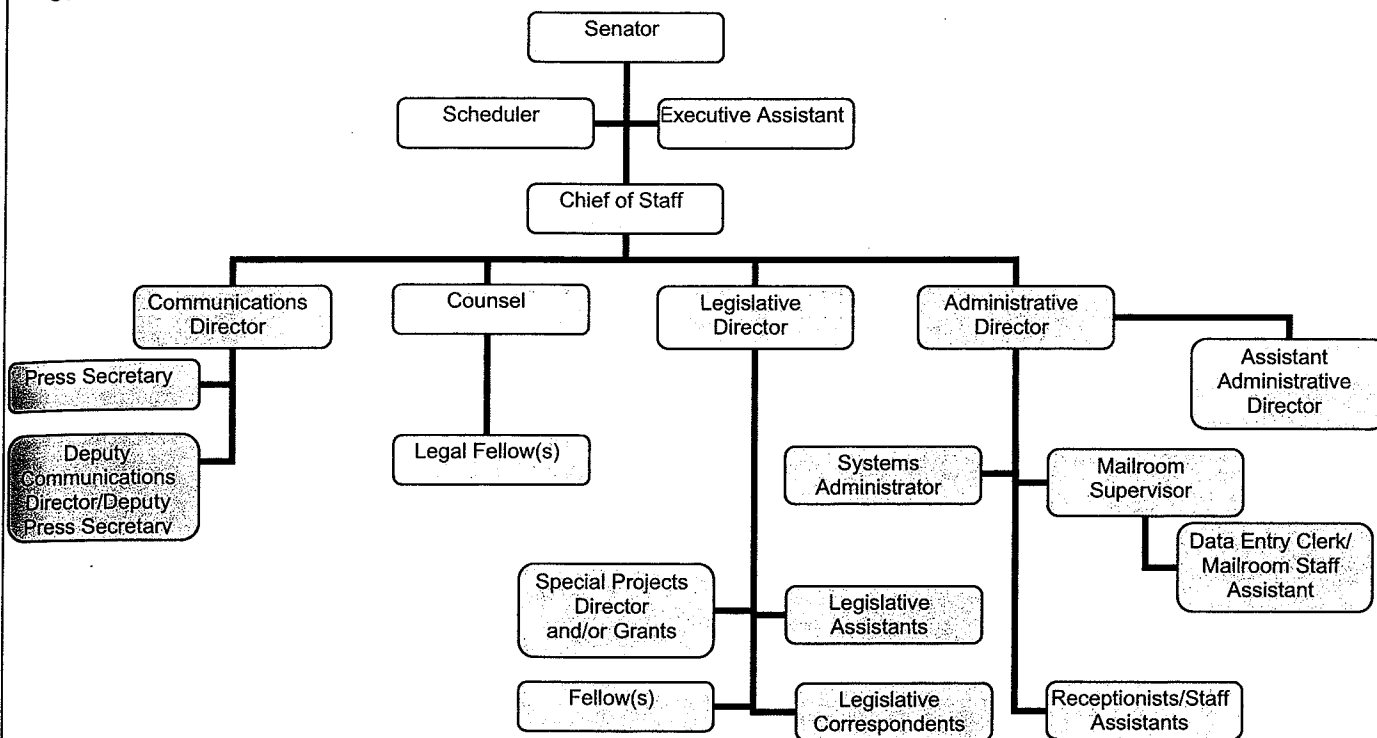 Senator
Scheduler
Executive Assistant
Chief of Staff
Communications
Director
Counsel
Legislative
Director
Administrative
Director
Press Secretary
Assistant
Administrative
Director
Deputy
Communications
Director/Deputy
Press Secretary
Legal Fellow(s)
Systems
Administrator
Mailroom
Supervisor
Data Entry Clerk/
Mailroom Staff
Assistant
Special Projects
Director
and/or Grants
Legislative
Assistants
Fellow(s)
Legislative
Correspondents
Receptionists/Staff
Assistants